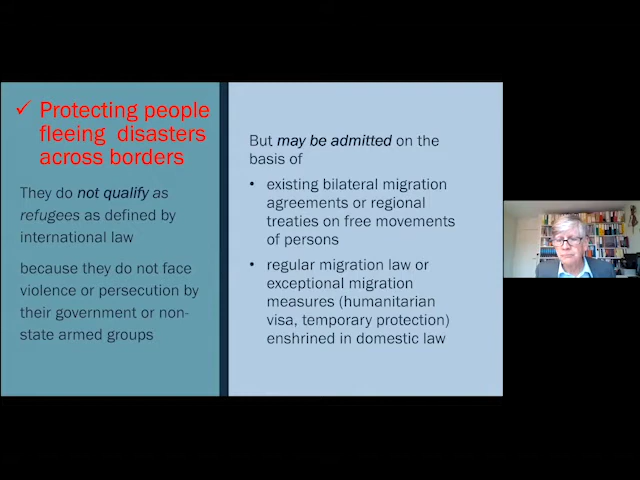 ✓ Protecting people
fleeing disasters
across borders
They do not qualify as
refugees as defined by
international law
because they do not face
violence or persecution by
their government or non-
state armed groups
But may be admitted on the
basis of
• existing bilateral migration
agreements or regional
treaties on free movements
of persons
• regular migration law or
exceptional migration
measures (humanitarian
visa, temporary protection)
enshrined in domestic law